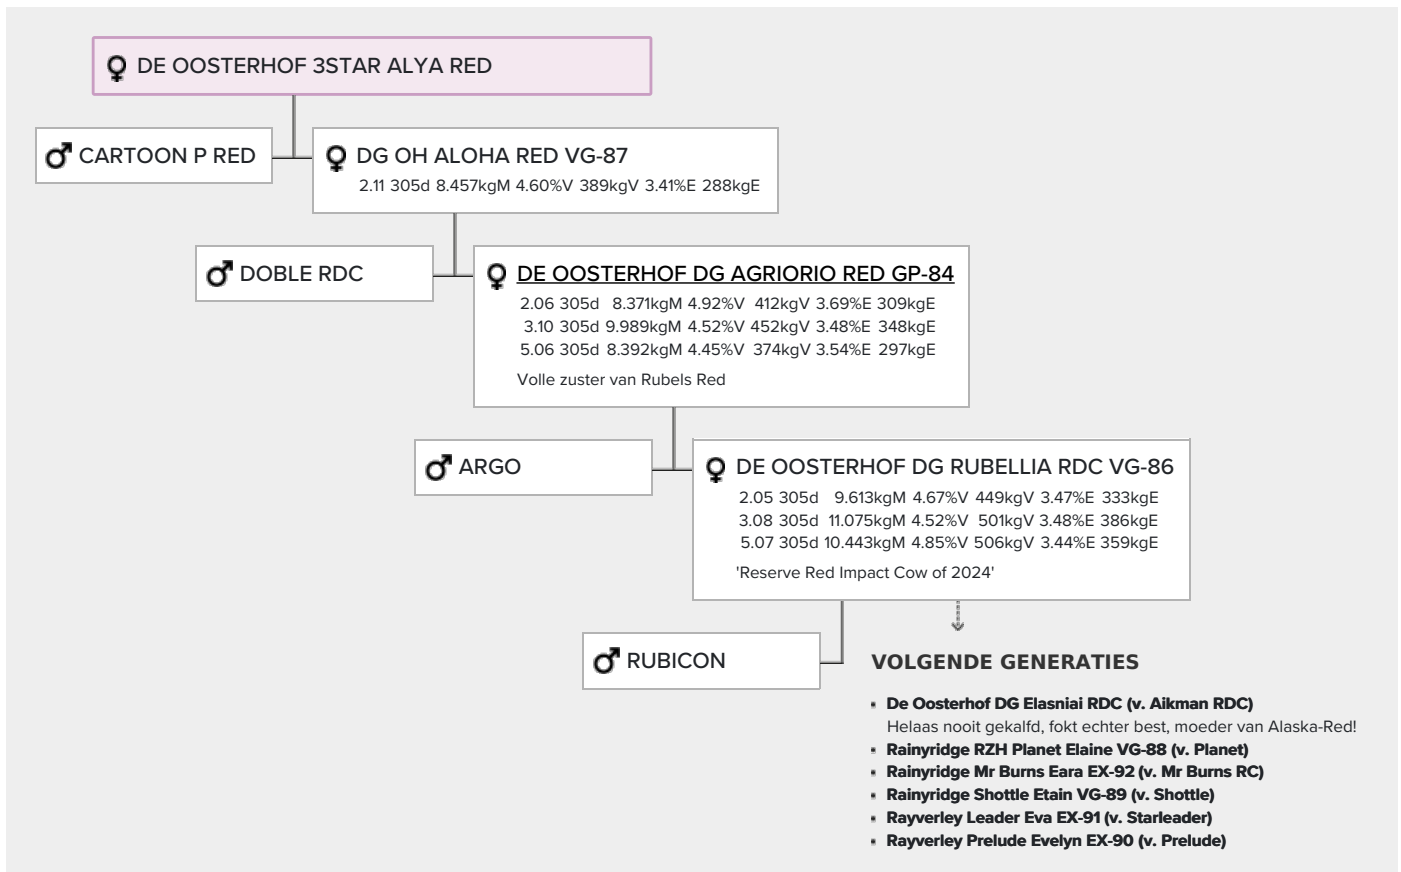 DE OOSTERHOF 3STAR ALYA RED
CARTOON P RED
DG OH ALOHA RED VG-87
2.11 305d 8.457kgM 4.60%V 389kgV 3.41%E 288kgE
DOBLE RDC
DE OOSTERHOF DG AGRIORIO RED GP-84
2.06 305d 8.371kgM 4.92%V 412kgV 3.69%E 309kgE
3.10 305d 9.989kgM 4.52%V 452kgV 3.48%E 348kgE
5.06 305d 8.392kgM 4.45%V 374kgV 3.54%E 297kgE
Volle zuster van Rubels Red
ARGO
DE OOSTERHOF DG RUBELLIA RDC VG-86
2.05 305d 9.613kgM 4.67%V 449kgV 3.47%E 333kgE
3.08 305d 11.075kgM 4.52%V 501kgV 3.48%E 386kgE
5.07 305d 10.443kgM 4.85%V 506kgV 3.44%E 359kgE
'Reserve Red Impact Cow of 2024'
RUBICON
VOLGENDE GENERATIES
De Oosterhof DG Elasniai RDC (v. Aikman RDC)
Helaas nooit gekalfd, fokt echter best, moeder van Alaska-Red!
Rainyridge RZH Planet Elaine VG-88 (v. Planet)
Rainyridge Mr Burns Eara EX-92 (v. Mr Burns RC)
Rainyridge Shottle Etain VG-89 (v. Shottle)
Rayverley Leader Eva EX-91 (v. Starleader)
Rayverley Prelude Evelyn EX-90 (v. Prelude)